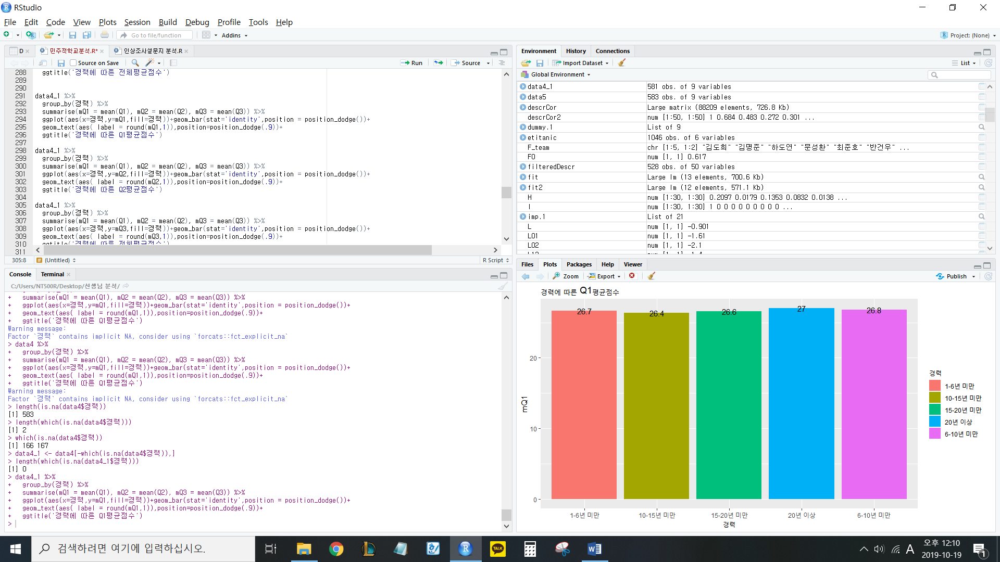 RStudio
File Edit Code View Plots Session Build Debug Profile Tools Help
Go to file/function Addins Project: (None)
D 민주적학교분석.R* 인상조사설문지 분석.R
Source on Save Run Source
288 ggtitle('경력에 따른 전체평균점수')
289
290
291 data4_1 %>%
292 group_by(경력) %>%
293 summarise(mQ1 = mean(Q1), mQ2 = mean(Q2), mQ3 = mean(Q3)) %>%
294 ggplot(aes(x=경력,y=mQ1,fill=경력))+geom_bar(stat='identity',position = position_dodge())+
295 geom_text(aes( label = round(mQ1,1)),position=position_dodge(.9))+
296 ggtitle('경력에 따른 Q1평균점수')
297
298 data4_1 %>%
299 group_by(경력) %>%
300 summarise(mQ1 = mean(Q1), mQ2 = mean(Q2), mQ3 = mean(Q3)) %>%
301 ggplot(aes(x=경력,y=mQ2,fill=경력))+geom_bar(stat='identity',position = position_dodge())+
302 geom_text(aes( label = round(mQ2,1)),position=position_dodge(.9))+
303 ggtitle('경력에 따른 Q2평균점수')
304
305 data4_1 %>%
306 group_by(경력) %>%
307 summarise(mQ1 = mean(Q1), mQ2 = mean(Q2), mQ3 = mean(Q3)) %>%
308 ggplot(aes(x=경력,y=mQ3,fill=경력))+geom_bar(stat='identity',position = position_dodge())+
309 geom_text(aes( label = round(mQ3,1)),position=position_dodge(.9))+
310 ggtitle('경력에 따른 전체평균점수')
311
305:8 (Untitled) R Script
Console Terminal
C:/Users/NT500R/Desktop/선생님 분석/
+ summarise(mQ1 = mean(Q1), mQ2 = mean(Q2), mQ3 = mean(Q3)) %>%
+ ggplot(aes(x=경력,y=mQ1,fill=경력))+geom_bar(stat='identity',position = position_dodge())+
+ geom_text(aes( label = round(mQ1,1)),position=position_dodge(.9))+
+ ggtitle('경력에 따른 Q1평균점수')
Warning message:
Factor `경력` contains implicit NA, consider using `forcats::fct_explicit_na`
> data4 %>%
+ group_by(경력) %>%
+ summarise(mQ1 = mean(Q1), mQ2 = mean(Q2), mQ3 = mean(Q3)) %>%
+ ggplot(aes(x=경력,y=mQ1,fill=경력))+geom_bar(stat='identity',position = position_dodge())+
+ geom_text(aes( label = round(mQ1,1)),position=position_dodge(.9))+
+ ggtitle('경력에 따른 Q1평균점수')
Warning message:
Factor `경력` contains implicit NA, consider using `forcats::fct_explicit_na`
> length(is.na(data4$경력))
[1] 583
> length(which(is.na(data4$경력)))
[1] 2
> which(is.na(data4$경력))
[1] 166 167
> data4_1 <- data4[-which(is.na(data4$경력)),]
> length(which(is.na(data4_1$경력)))
[1] 0
> data4_1 %>%
+ group_by(경력) %>%
+ summarise(mQ1 = mean(Q1), mQ2 = mean(Q2), mQ3 = mean(Q3)) %>%
+ ggplot(aes(x=경력,y=mQ1,fill=경력))+geom_bar(stat='identity',position = position_dodge())+
+ geom_text(aes( label = round(mQ1,1)),position=position_dodge(.9))+
+ ggtitle('경력에 따른 Q1평균점수')
>
Environment History Connections
Import Dataset List
Global Environment
data4_1 581 obs. of 9 variables
data5 583 obs. of 9 variables
descrCor Large matrix (88209 elements, 726.8 Kb)
descrCor2 num [1:50, 1:50] 1 0.684 0.483 0.272 0.301 ...
dummy.1 List of 9
etitanic 1046 obs. of 6 variables
F_team chr [1:5, 1:2] "김도희" "김명준" "하도연" "문성환" "최준호" "반건우" ...
F0 num [1, 1] 0.617
filteredDescr 528 obs. of 50 variables
fit Large lm (13 elements, 700.6 Kb)
fit2 Large lm (12 elements, 571.1 Kb)
H num [1:30, 1:30] 0.2097 0.0179 0.1353 0.0832 0.0138 ...
I num [1:30, 1:30] 1 0 0 0 0 0 0 0 0 0 ...
imp.1 List of 21
L num [1, 1] -0.901
L01 num [1, 1] -1.61
L02 num [1, 1] -2.1
Files Plots Packages Help Viewer
Zoom Export Publish
경력에 따른 Q1평균점수
26.7 26.4 26.6 27 26.8
20
10
0
mQ1
1-6년 미만 10-15년 미만 15-20년 미만 20년 이상 6-10년 미만
경력
경력
1-6년 미만
10-15년 미만
15-20년 미만
20년 이상
6-10년 미만
검색하려면 여기에 입력하십시오.
TALK
A
오후 12:10
2019-10-19
1